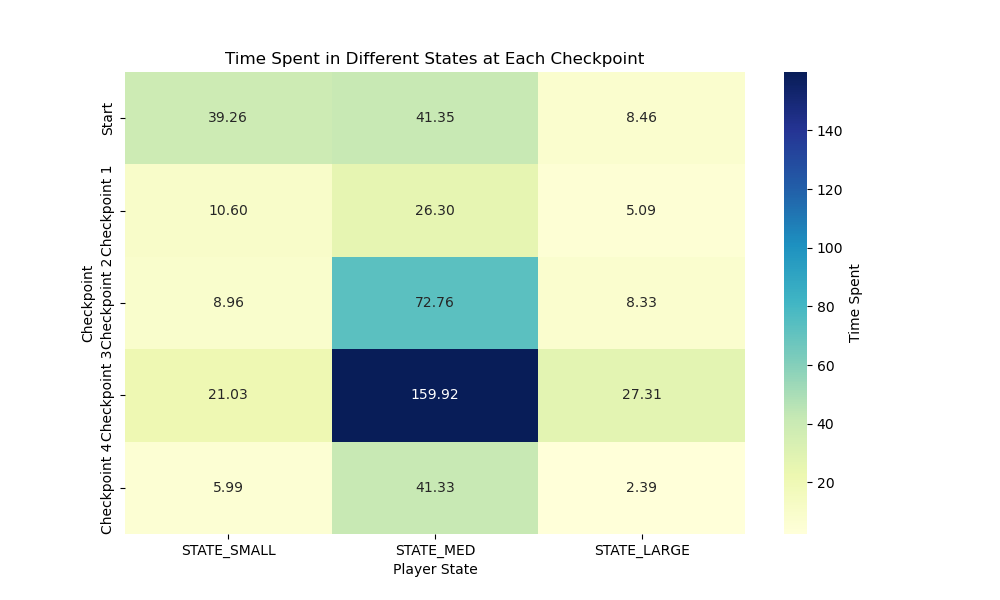 Time Spent in Different States at Each Checkpoint
Checkpoint
Start
39.26 41.35 8.46
Checkpoint 1
10.60 26.30 5.09
Checkpoint 2
8.96 72.76 8.33
Checkpoint 3
21.03 159.92 27.31
Checkpoint 4
5.99 41.33 2.39
STATE_SMALL STATE_MED STATE_LARGE
Player State
140
120
100
80
60
40
20
Time Spent